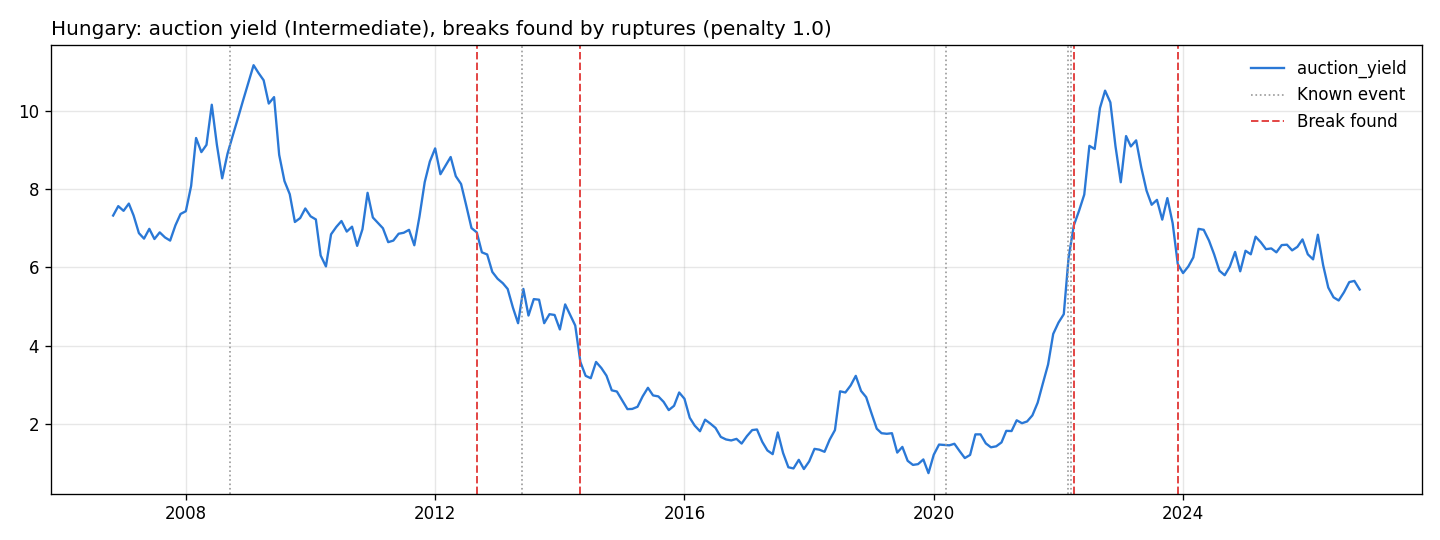 Hungary: auction yield (Intermediate), breaks found by ruptures (penalty 1.0)
auction_yield
Known event
Break found
10
8
6
4
2
2008 2012 2016 2020 2024